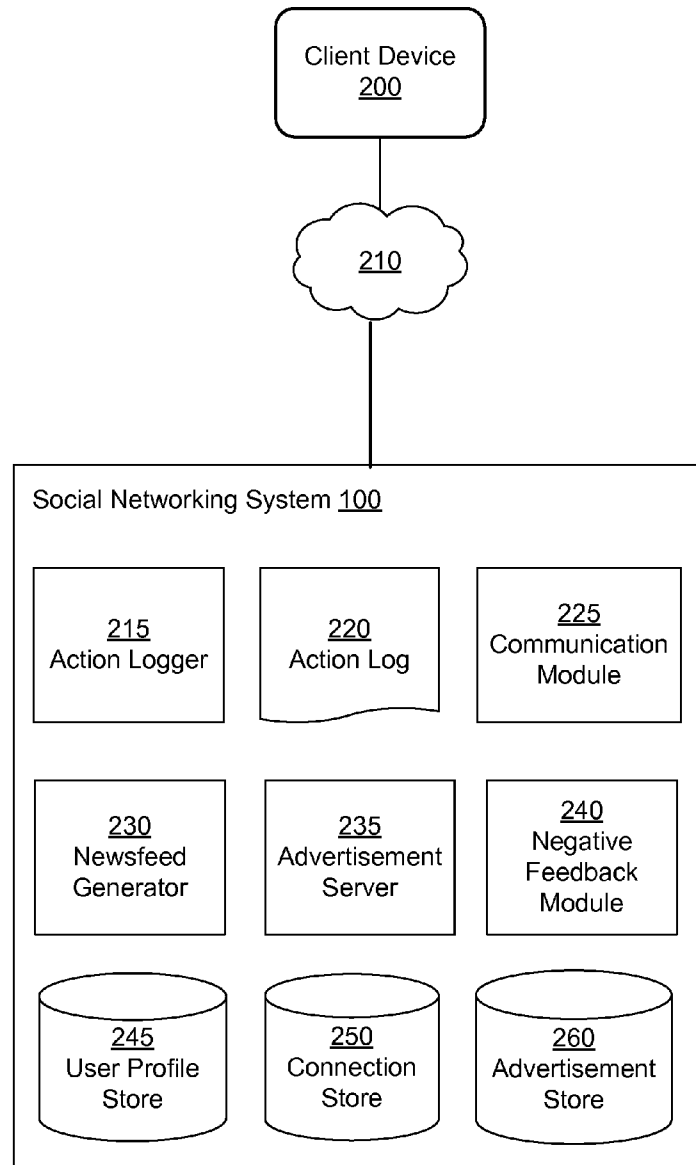 Client Device
200
210
Social Networking System 100
215
Action Logger
220
Action Log
225
Communication
Module
230
Newsfeed
Generator
235
Advertisement
Server
240
Negative
Feedback
Module
245
User Profile
Store
250
Connection
Store
260
Advertisement
Store